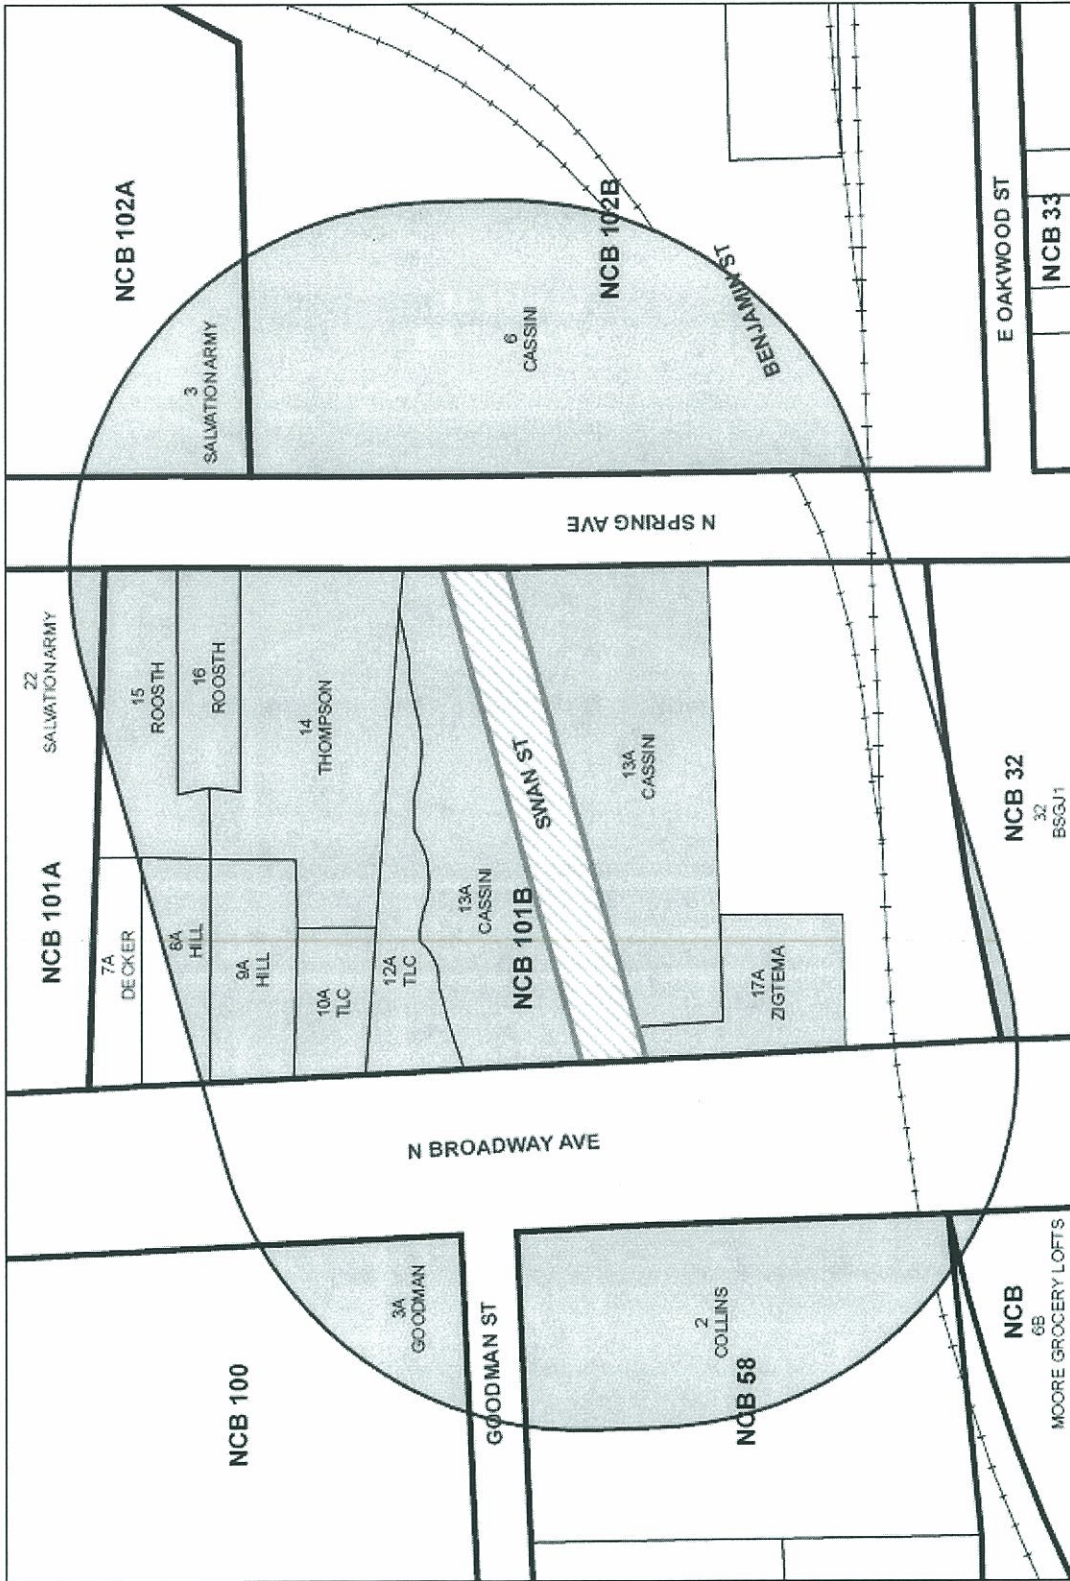 NCB 102A
3
SALVATION ARMY
6
CASSINI
NCB 102B
BENJAMIN ST
E OAKWOOD ST
NCB 33
N SPRING AVE
22
SALVATION ARMY
15
ROOSTH
16
ROOSTH
14
THOMPSON
SWAN ST
13A
CASSINI
NCB 32
32
BSGJ1
NCB 101A
7A
DECKER
8A
HILL
9A
HILL
10A
TLC
12A
TLC
13A
CASSINI
NCB 101B
17A
ZIGTEMA
N BROADWAY AVE
NCB 100
3A
GOODMAN
GOODMAN ST
2
COLLINS
NCB 58
NCB
6B
MOORE GROCERY LOFTS